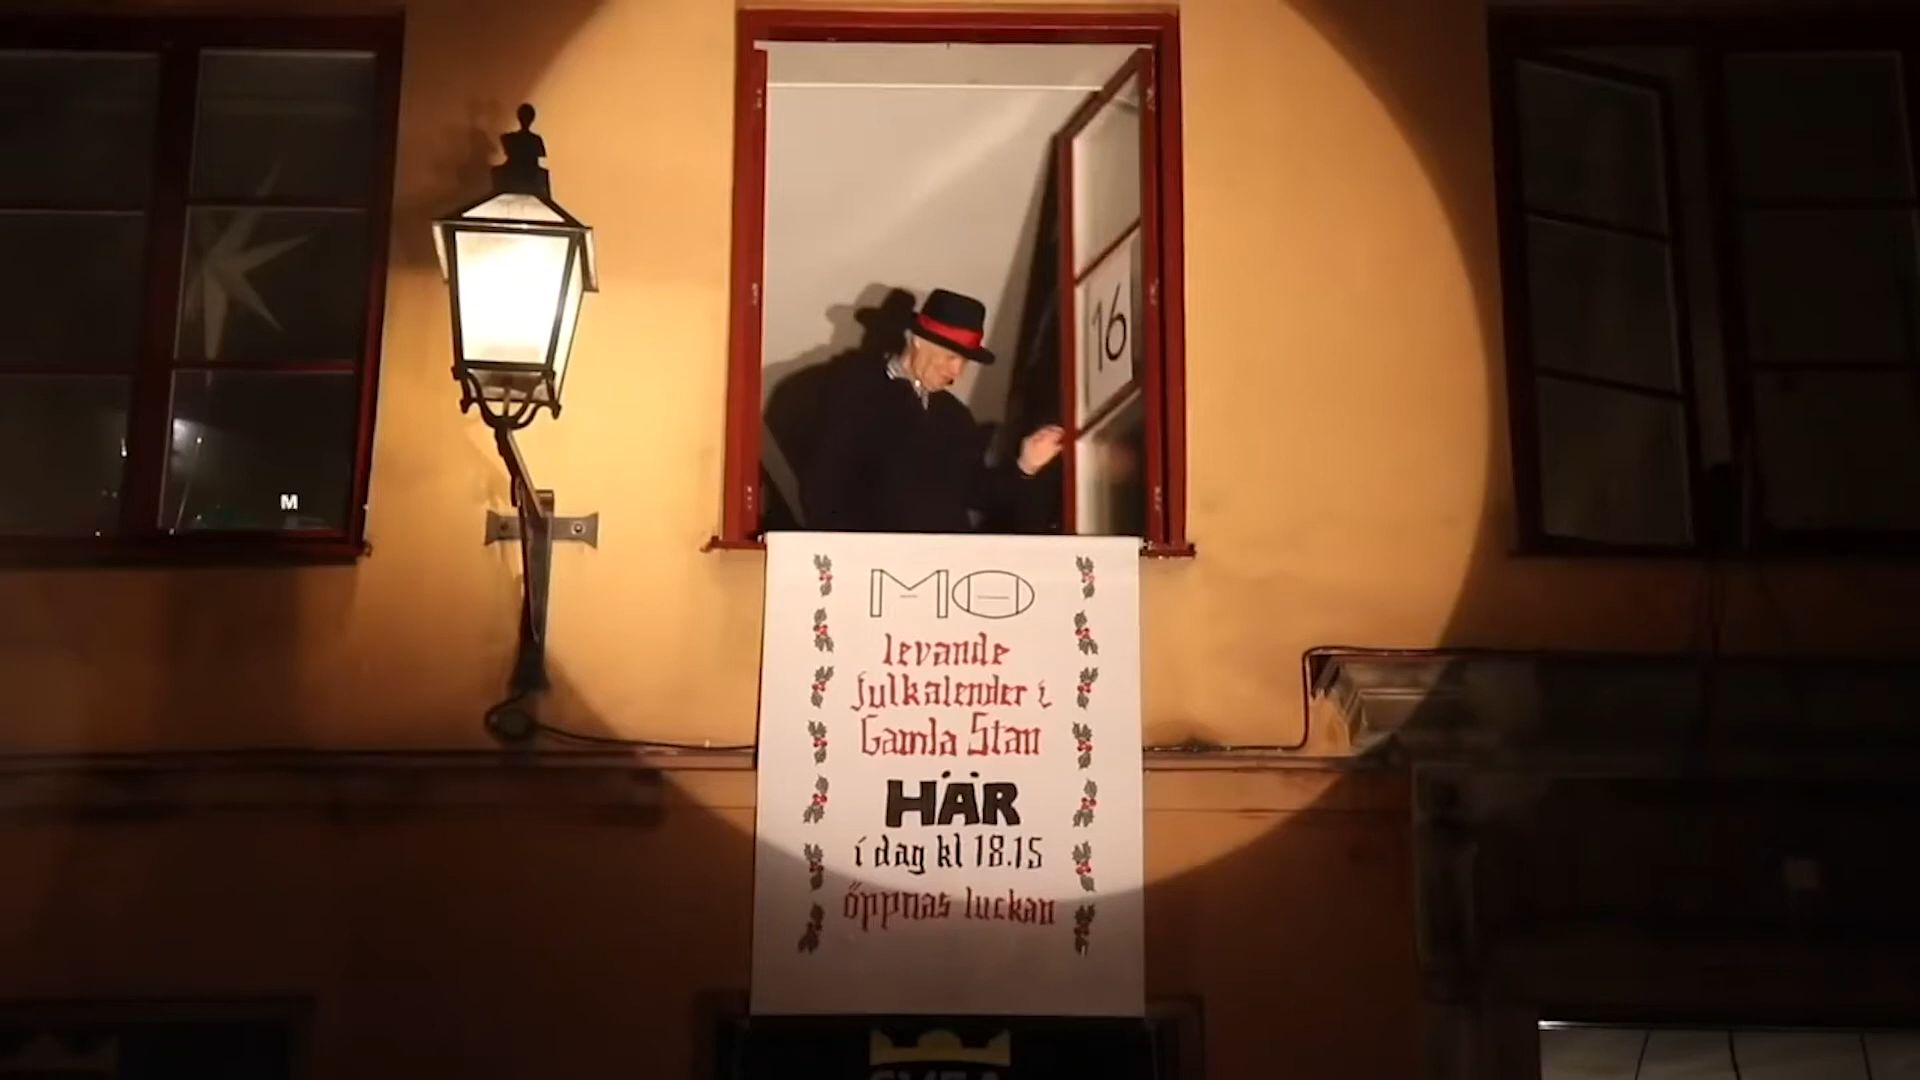 16
M
MO
levande
julkalender i
Gamla Stan
HÄR
i dag kl 18.15
öppnas luckan